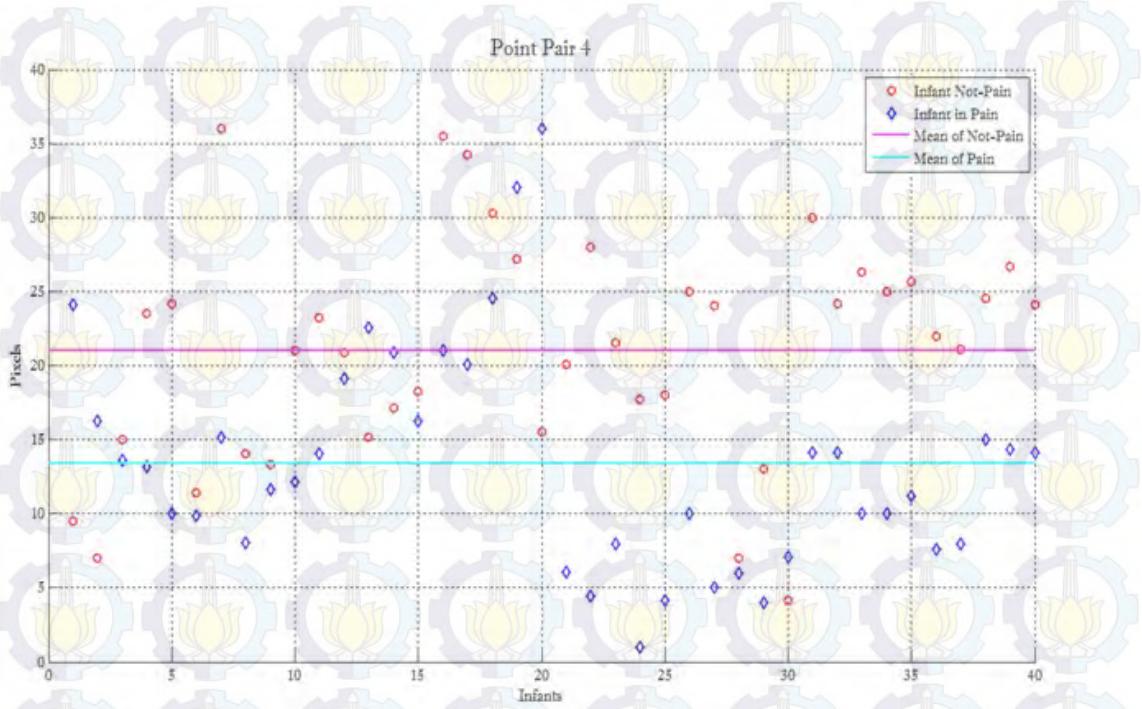 Point Pair 4
40
35
30
25
20
15
10
5
0
Pixels
Infant Not-Pain
Infant in Pain
Mean of Not-Pain
Mean of Pain
0 5 10 15 20 25 30 35 40
Infants